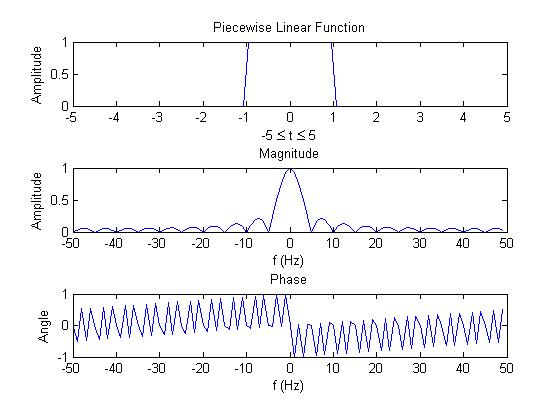 Piecewise Linear Function
Amplitude
1
0.5
0
-5 -4 -3 -2 -1 0 1 2 3 4 5
-5 ≤ t ≤ 5
Magnitude
Amplitude
1
0.5
0
-50 -40 -30 -20 -10 0 10 20 30 40 50
f (Hz)
Phase
Angle
1
0
-1
-50 -40 -30 -20 -10 0 10 20 30 40 50
f (Hz)